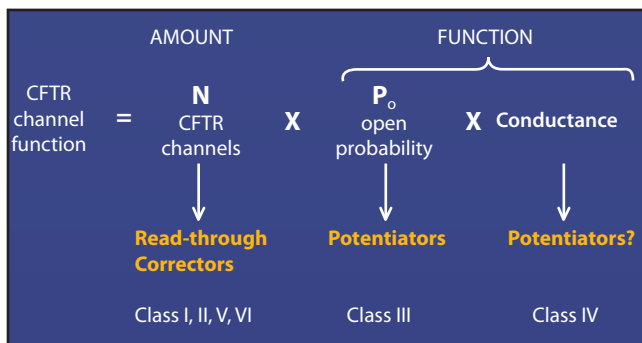 AMOUNT FUNCTION
CFTR
channel
function
=
N
CFTR
channels
X
Pₒ
open
probability
X Conductance
Read-through
Correctors
Potentiators
Potentiators?
Class I, II, V, VI Class III Class IV